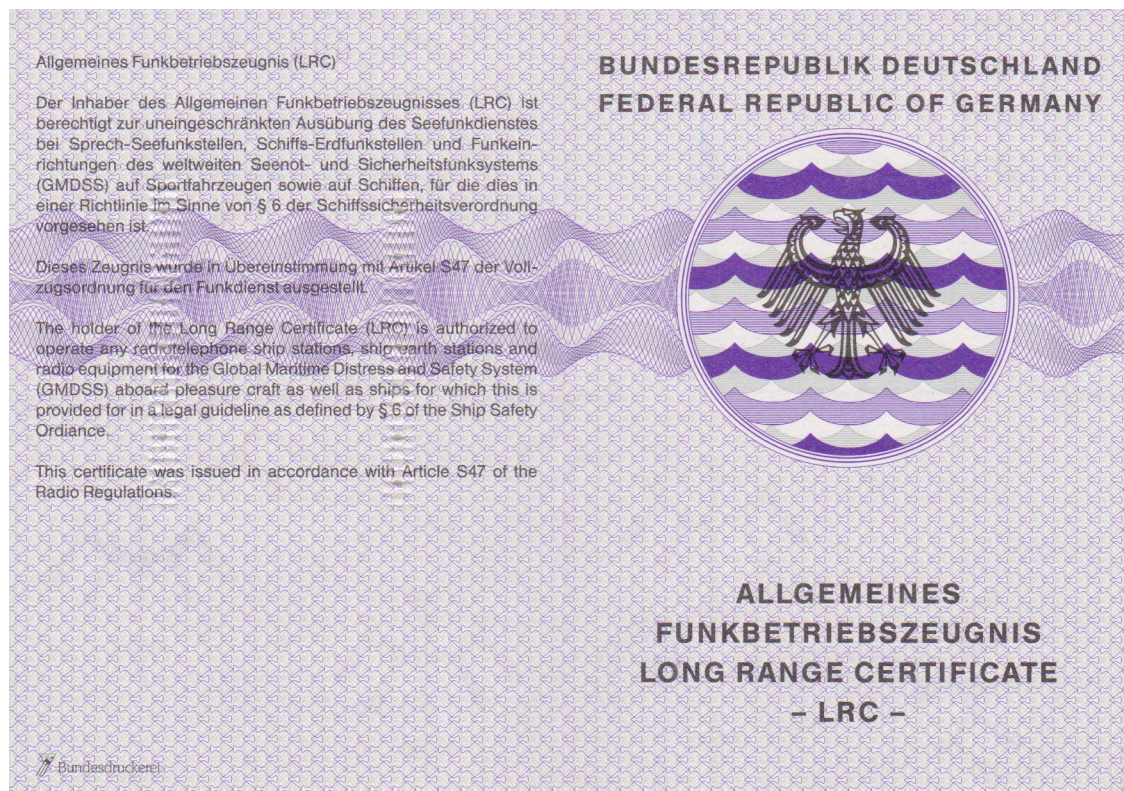 Allgemeines Funkbetriebszeugnis (LRC)
Der Inhaber des Allgemeinen Funkbetriebszeugnisses (LRC) ist
berechtigt zur uneingeschränkten Ausübung des Seefunkdienstes
bei Sprech-Seefunkstellen, Schiffs-Erdfunkstellen und Funkein-
richtungen des weltweiten Seenot- und Sicherheitsfunksystems
(GMDSS) auf Sportfahrzeugen sowie auf Schiffen, für die dies in
einer Richtlinie im Sinne von § 6 der Schiffssicherheitsverordnung
vorgesehen ist.
Dieses Zeugnis wurde in Übereinstimmung mit Artikel S47 der Voll-
zugsordnung für den Funkdienst ausgestellt.
The holder of the Long Range Certificate (LRC) is authorized to
operate any radiotelephone ship stations, ship earth stations and
radio equipment for the Global Maritime Distress and Safety System
(GMDSS) aboard pleasure craft as well as ships for which this is
provided for in a legal guideline as defined by § 6 of the Ship Safety
Ordiance.
This certificate was issued in accordance with Article S47 of the
Radio Regulations.
Bundesdruckerei
BUNDESREPUBLIK DEUTSCHLAND
FEDERAL REPUBLIC OF GERMANY
ALLGEMEINES
FUNKBETRIEBSZEUGNIS
LONG RANGE CERTIFICATE
– LRC –